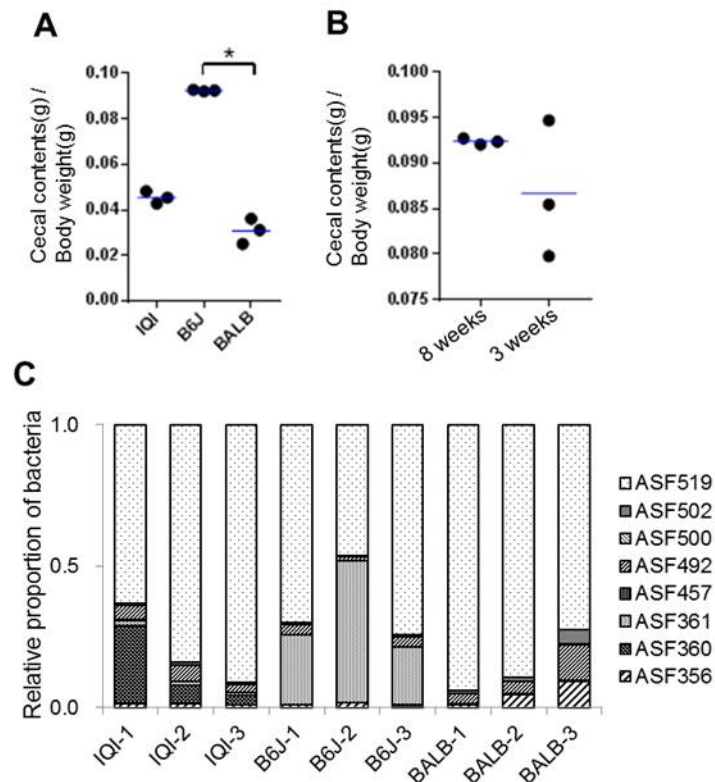 A
Cecal contents(g) /
Body weight(g)
0.10
0.08
0.06
0.04
0.02
0.00
*
IQI
B6J
BALB
B
Cecal contents(g) /
Body weight(g)
0.100
0.095
0.090
0.085
0.080
0.075
8 weeks
3 weeks
C
Relative proportion of bacteria
1.0
0.5
0.0
IQI-1
IQI-2
IQI-3
B6J-1
B6J-2
B6J-3
BALB-1
BALB-2
BALB-3
ASF519
ASF502
ASF500
ASF492
ASF457
ASF361
ASF360
ASF356